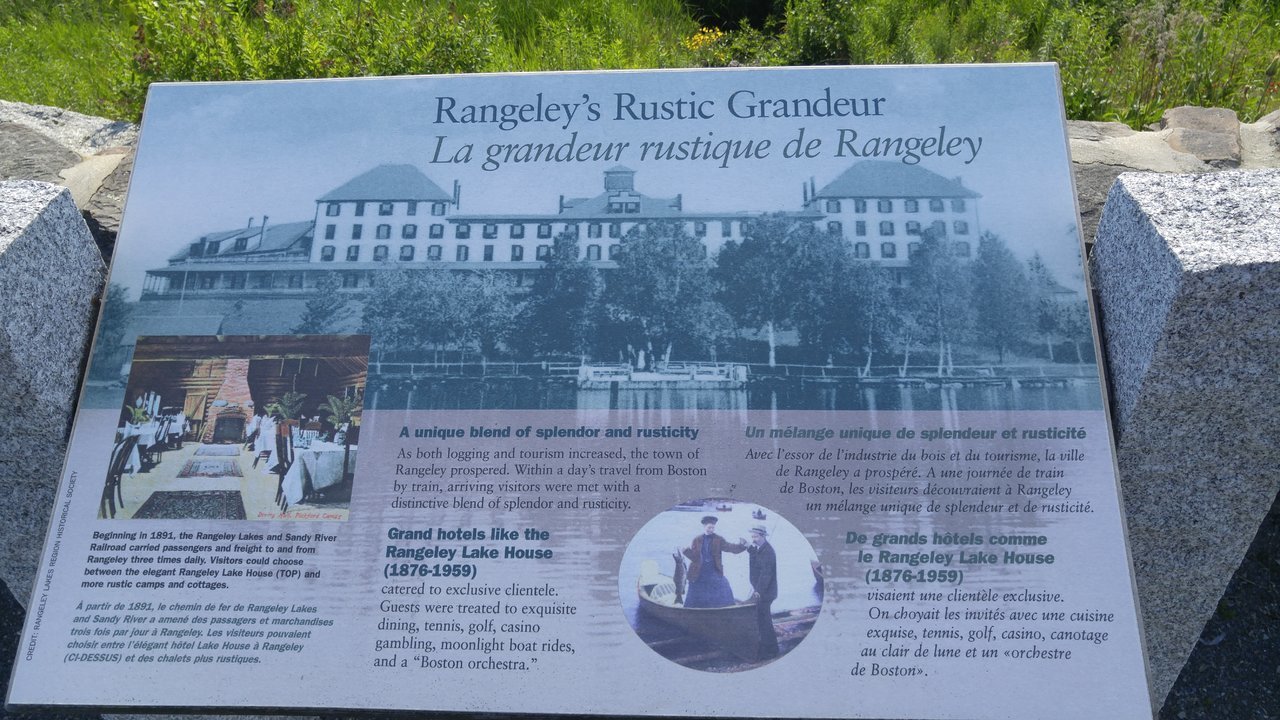 Rangeley's Rustic Grandeur
La grandeur rustique de Rangeley
Dining Hall, Pickford Camps
CREDIT: RANGELEY LAKES REGION HISTORICAL SOCIETY
Beginning in 1891, the Rangeley Lakes and Sandy River
Railroad carried passengers and freight to and from
Rangeley three times daily. Visitors could choose
between the elegant Rangeley Lake House (TOP) and
more rustic camps and cottages.
À partir de 1891, le chemin de fer de Rangeley Lakes
and Sandy River a amené des passagers et marchandises
trois fois par jour à Rangeley. Les visiteurs pouvaient
choisir entre l'élégant hôtel Lake House à Rangeley
(CI-DESSUS) et des chalets plus rustiques.
A unique blend of splendor and rusticity
As both logging and tourism increased, the town of
Rangeley prospered. Within a day's travel from Boston
by train, arriving visitors were met with a
distinctive blend of splendor and rusticity.
Grand hotels like the
Rangeley Lake House
(1876-1959)
catered to exclusive clientele.
Guests were treated to exquisite
dining, tennis, golf, casino
gambling, moonlight boat rides,
and a "Boston orchestra."
Un mélange unique de splendeur et rusticité
Avec l'essor de l'industrie du bois et du tourisme, la ville
de Rangeley a prospéré. A une journée de train
de Boston, les visiteurs découvraient à Rangeley
un mélange unique de splendeur et de rusticité.
De grands hôtels comme
le Rangeley Lake House
(1876-1959)
visaient une clientèle exclusive.
On choyait les invités avec une cuisine
exquise, tennis, golf, casino, canotage
au clair de lune et un «orchestre
de Boston».